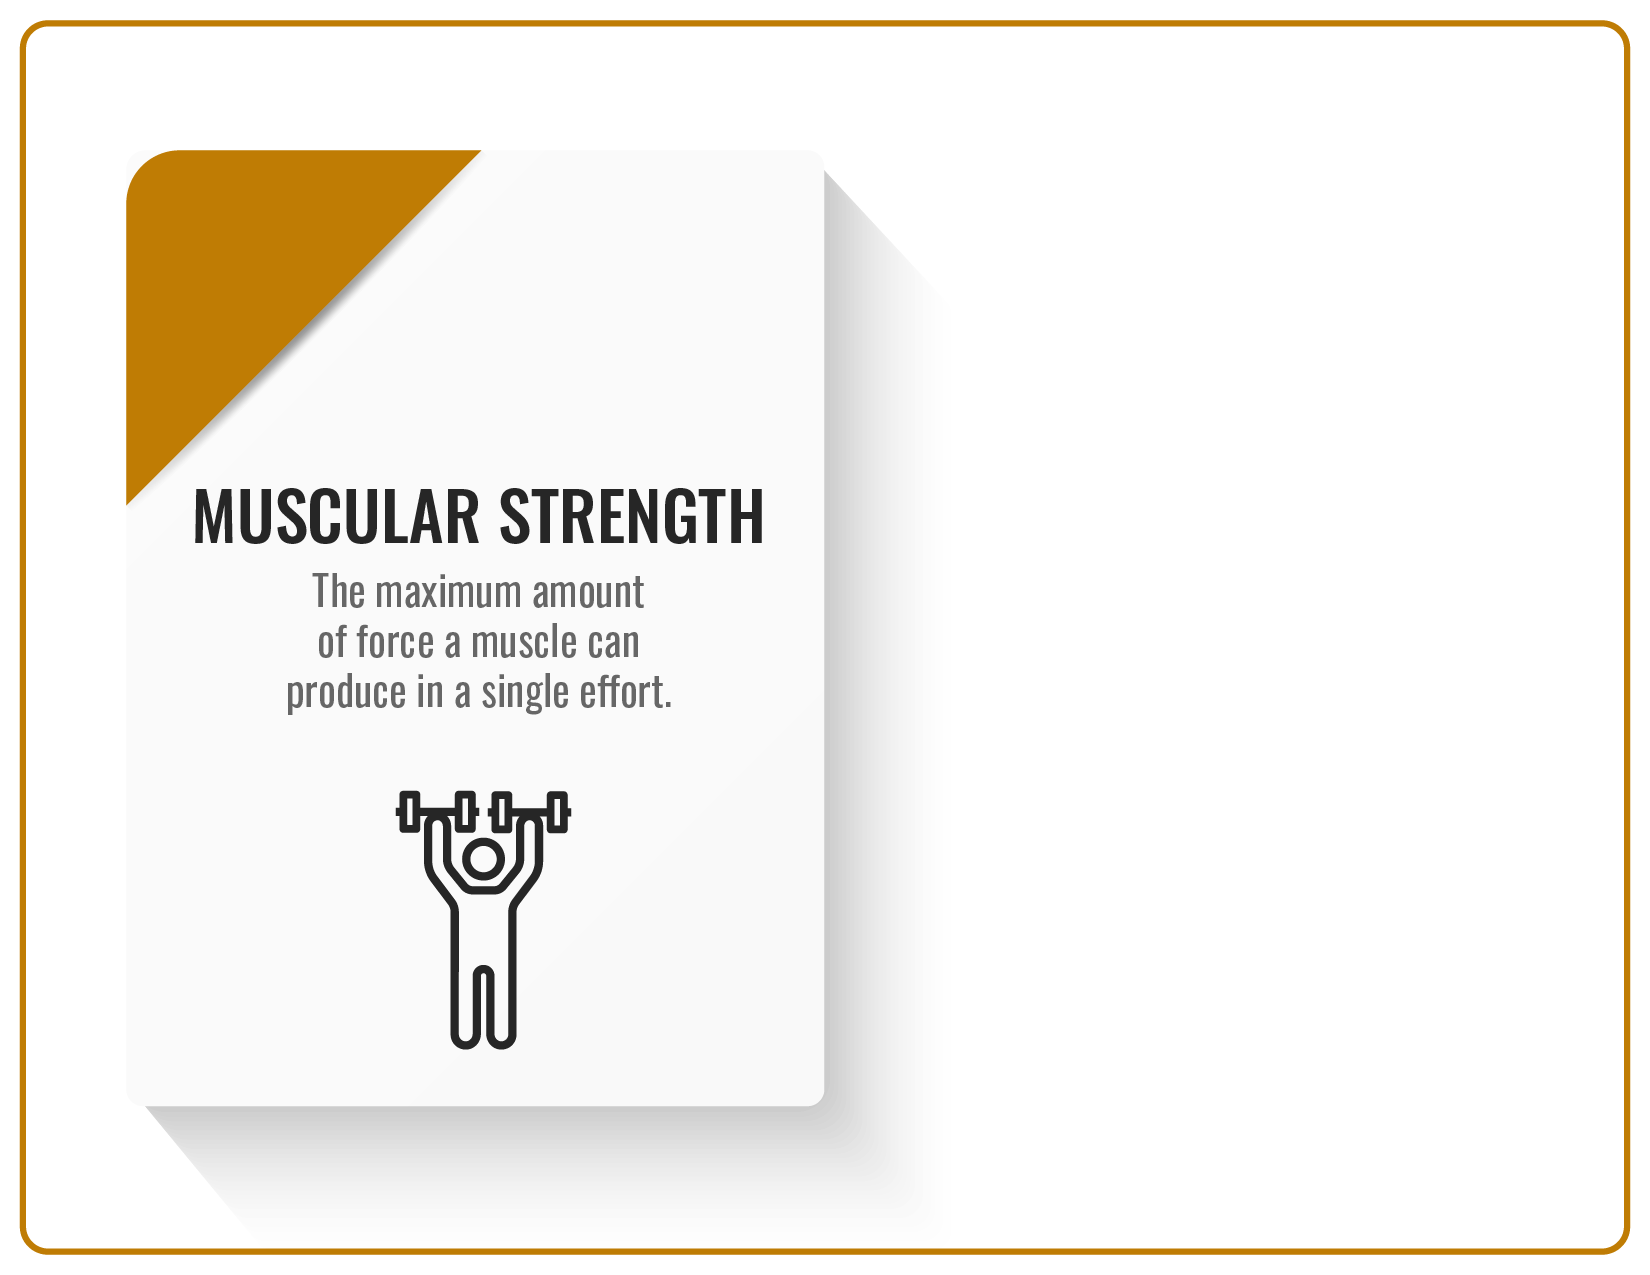 MUSCULAR STRENGTH
The maximum amount
of force a muscle can
produce in a single effort.